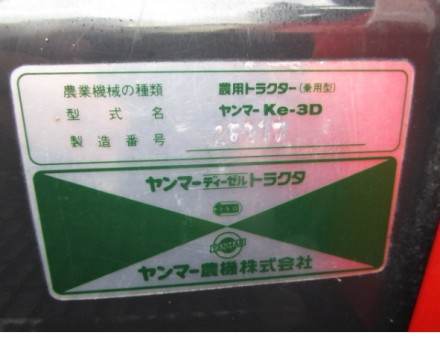 農業機械の種類 農用トラクター(乗用型)
型式名 ヤンマー Ke-3D
製造番号
ヤンマーディーゼルトラクタ
YANMAR
ヤンマー農機株式会社